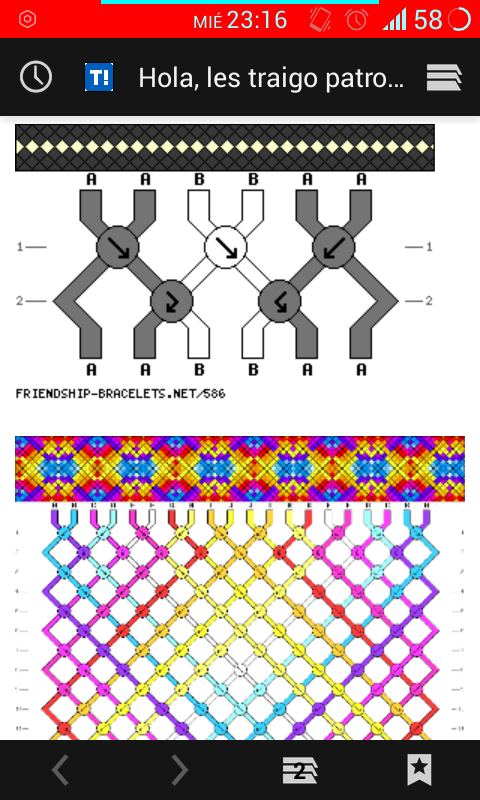 MIÉ 23:16 58
T! Hola, les traigo patro...
A A B B A A
1 1
2 2
A A B B A A
FRIENDSHIP-BRACELETS.NET/586
2